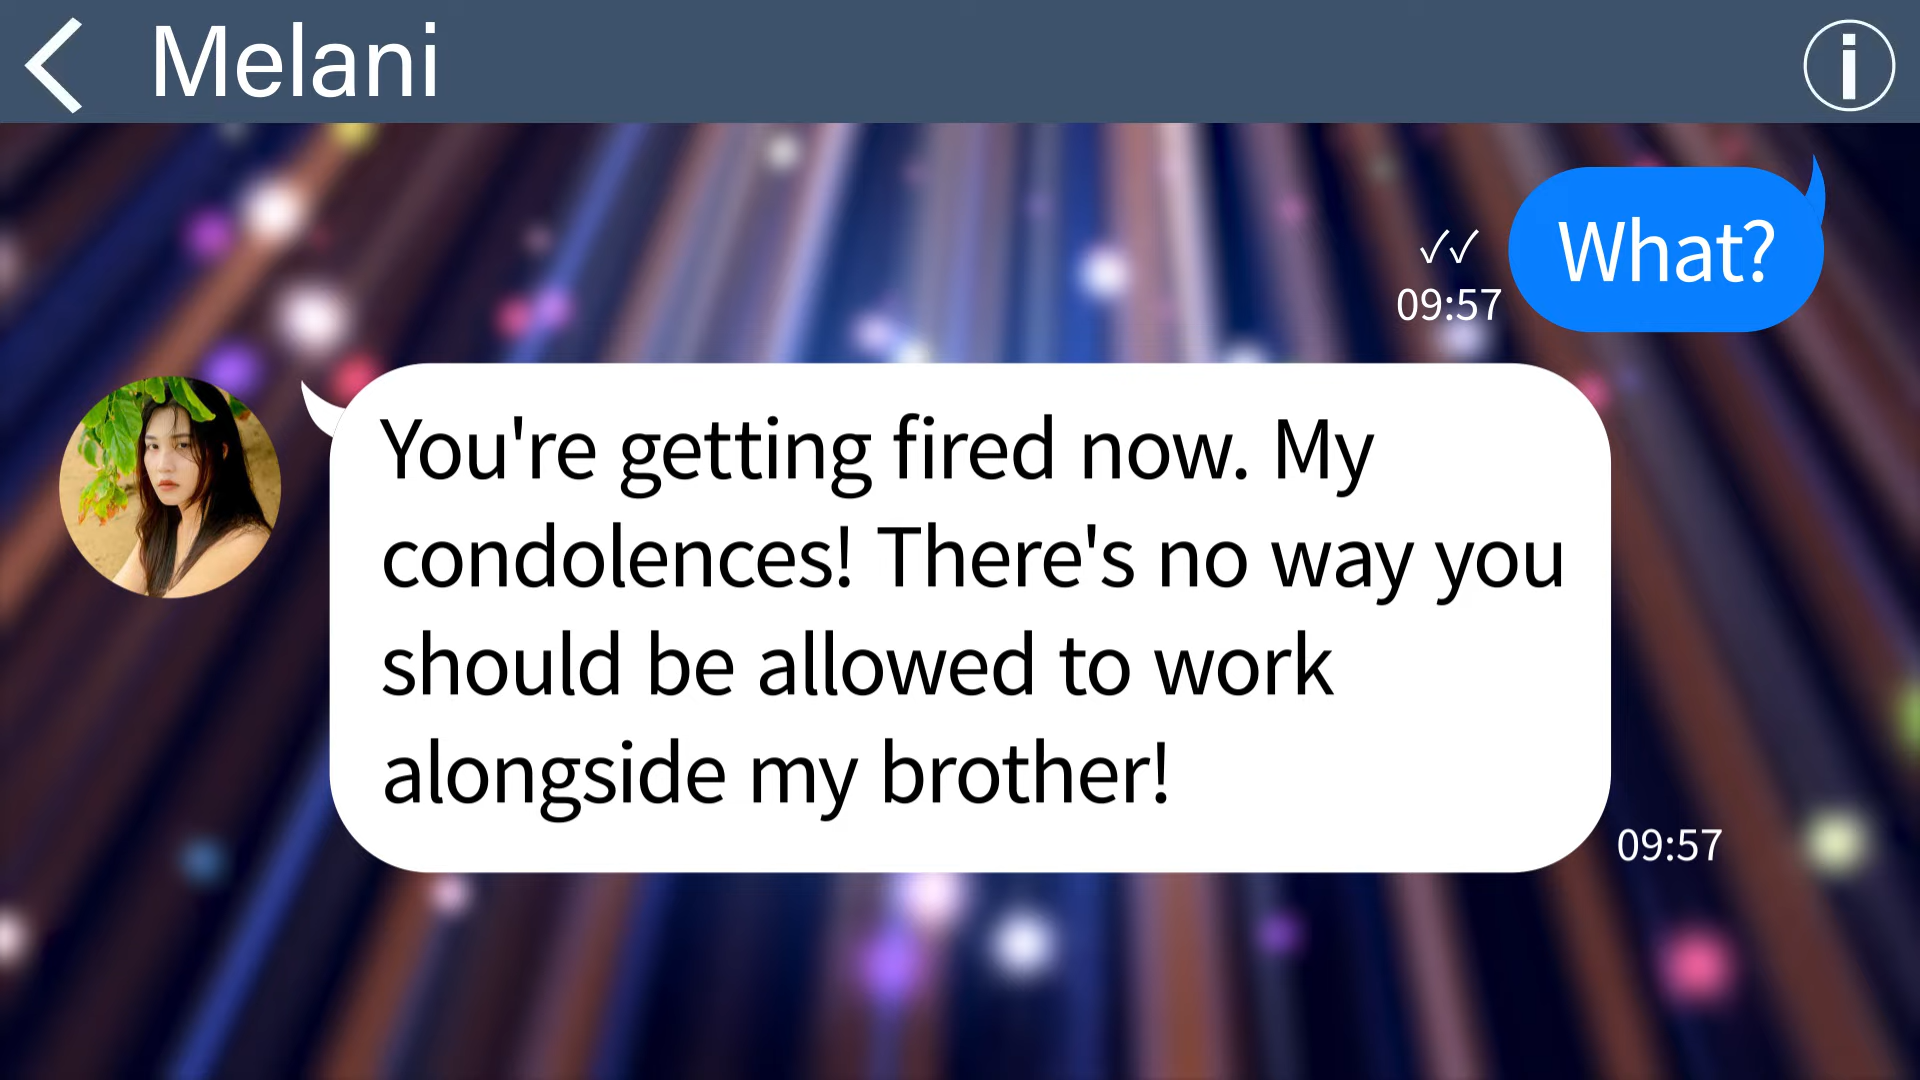 Melani
What?
✓✓
09:57
You're getting fired now. My
condolences! There's no way you
should be allowed to work
alongside my brother!
09:57